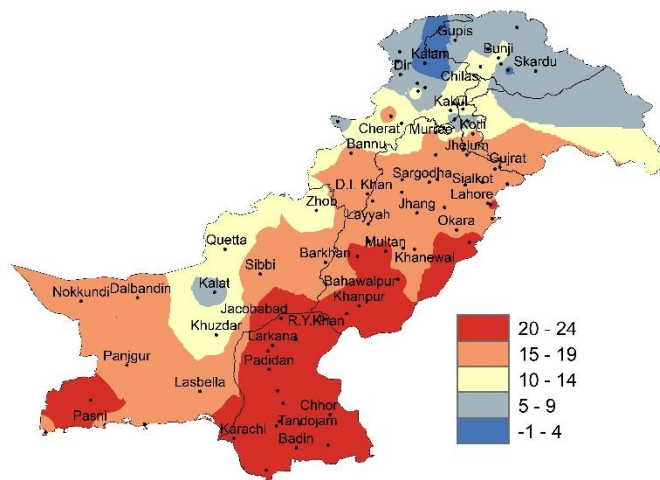 Gupis
Kalam
Bunji
Dir
Skardu
Chilas
Kakul
Cherat
Murree
Kotli
Bannu
Jhelum
Gujrat
D.I. Khan
Sargodha
Sialkot
Zhob
Jhang
Lahore
Layyah
Okara
Quetta
Multan
Sibbi
Barkhan
Khanewal
Nokkundi
Dalbandin
Kalat
Bahawalpur
Khanpur
Jacobabad
R.Y.Khan
Khuzdar
Larkana
Panjgur
Padidan
Lasbella
Pasni
Chhor
Tandojam
Karachi
Badin
20 - 24
15 - 19
10 - 14
5 - 9
-1 - 4